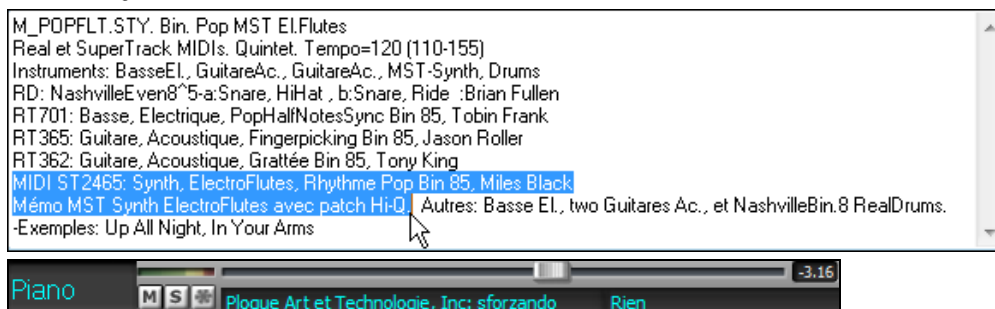 M_POPFLT.STY. Bin. Pop MST El.Flutes
Real et SuperTrack MIDIs. Quintet. Tempo=120 (110-155)
Instruments: BasseEl., GuitareAc., GuitareAc., MST-Synth, Drums
RD: NashvilleEven8^5-a:Snare, HiHat , b:Snare, Ride  :Brian Fullen
RT701: Basse, Electrique, PopHalfNotesSync Bin 85, Tobin Frank
RT365: Guitare, Acoustique, Fingerpicking Bin 85, Jason Roller
RT362: Guitare, Acoustique, Grattée Bin 85, Tony King
MIDI ST2465: Synth, ElectroFlutes, Rhythme Pop Bin 85, Miles Black
Mémo MST Synth ElectroFlutes avec patch Hi-Q. Autres: Basse El., two Guitares Ac., et NashvilleBin.8 RealDrums.
-Exemples: Up All Night, In Your Arms
-3.16
Piano M S
Plogue Art et Technologie, Inc: sforzando Rien